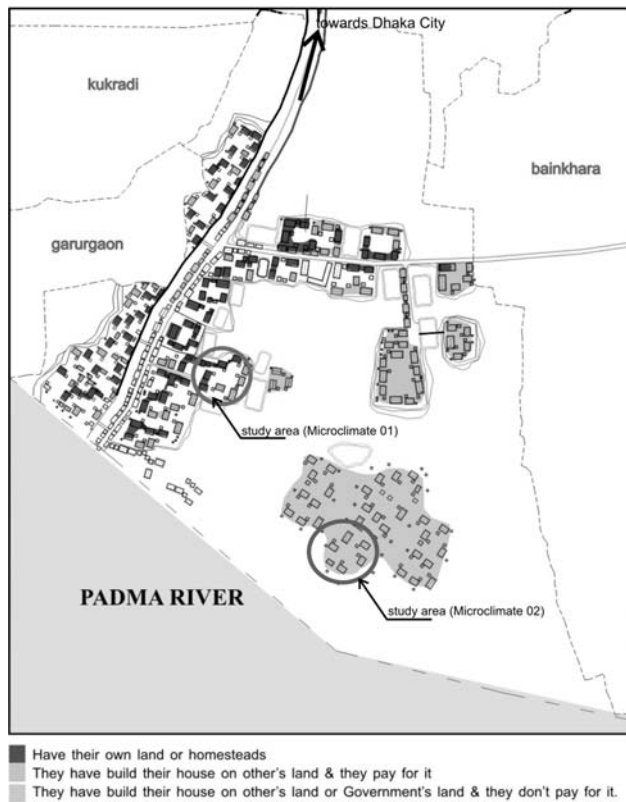 towards Dhaka City
kukradi
bainkhara
garurgaon
study area (Microclimate 01)
PADMA RIVER
study area (Microclimate 02)
Have their own land or homesteads
They have build their house on other's land & they pay for it
They have build their house on other's land or Government's land & they don't pay for it.